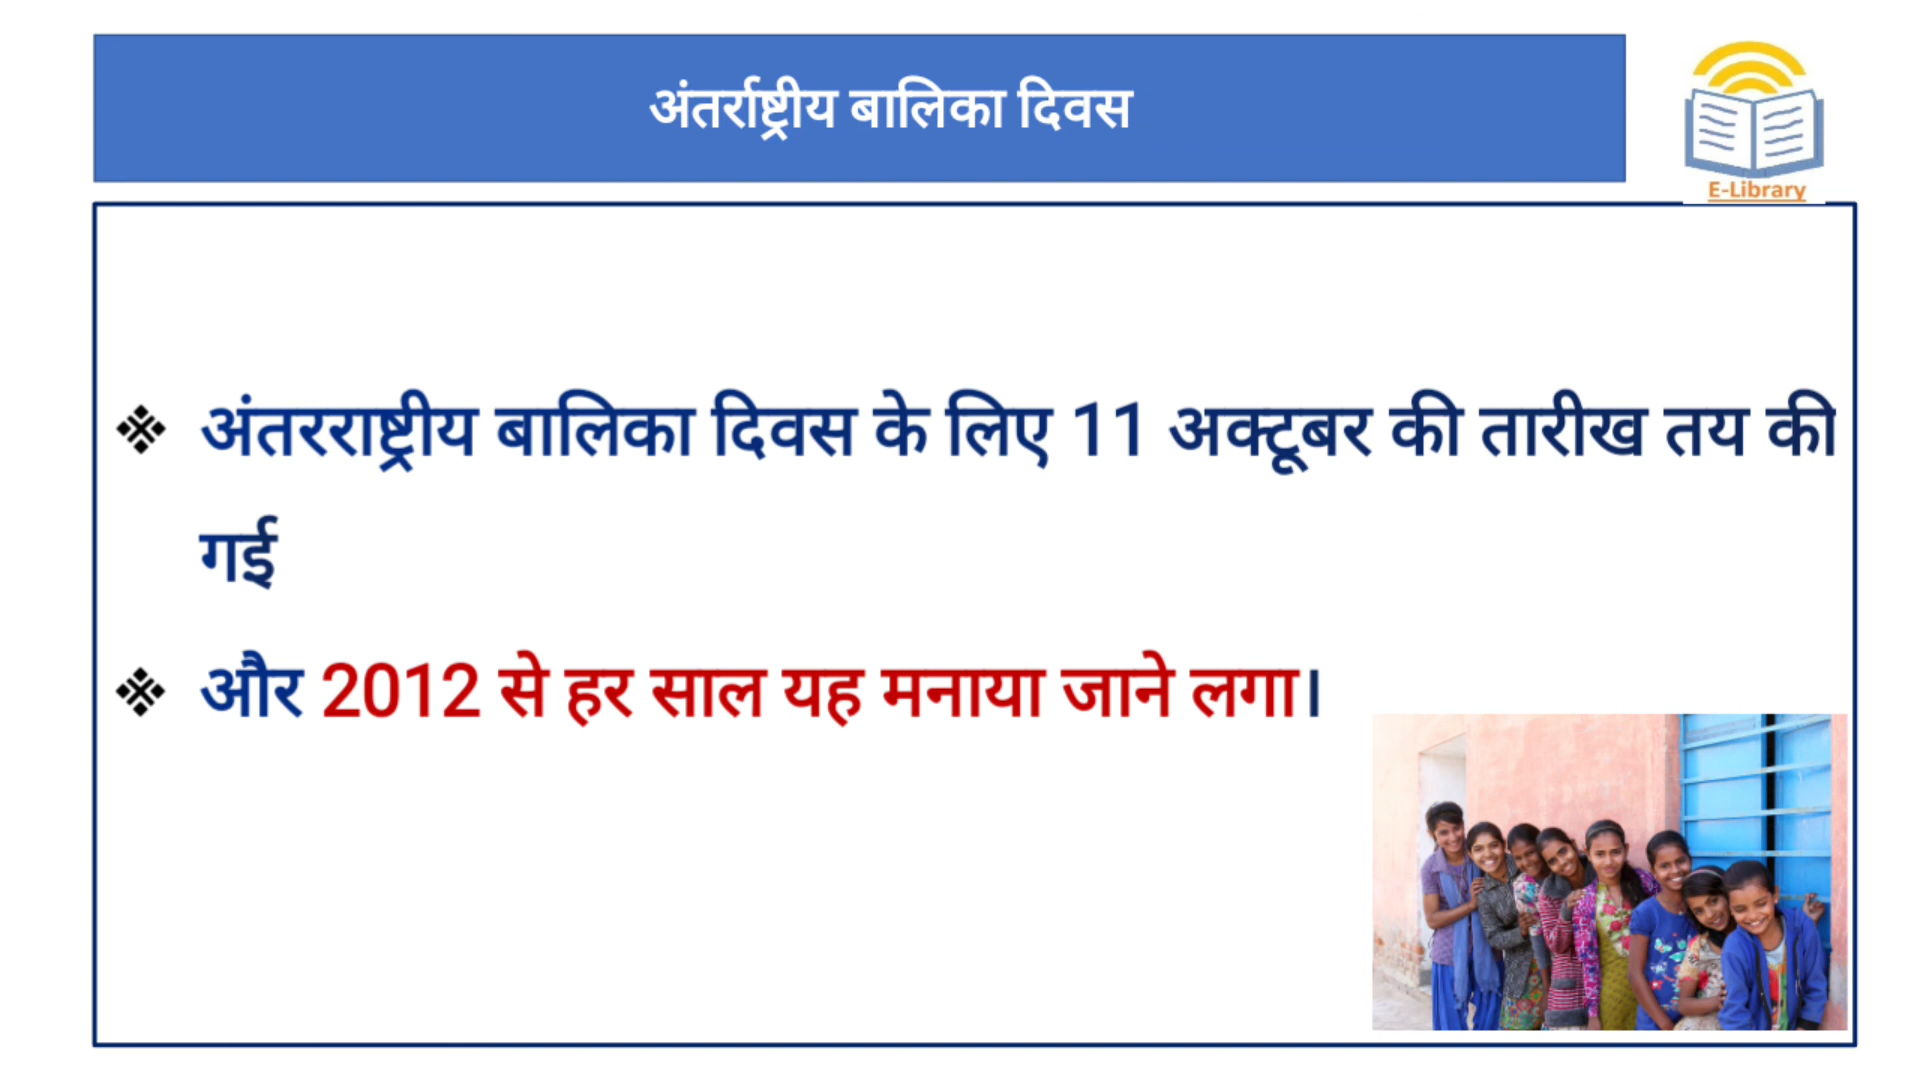 अंतर्राष्ट्रीय बालिका दिवस
E-Library
❖ अंतरराष्ट्रीय बालिका दिवस के लिए 11 अक्टूबर की तारीख तय की
गई
❖ और 2012 से हर साल यह मनाया जाने लगा।